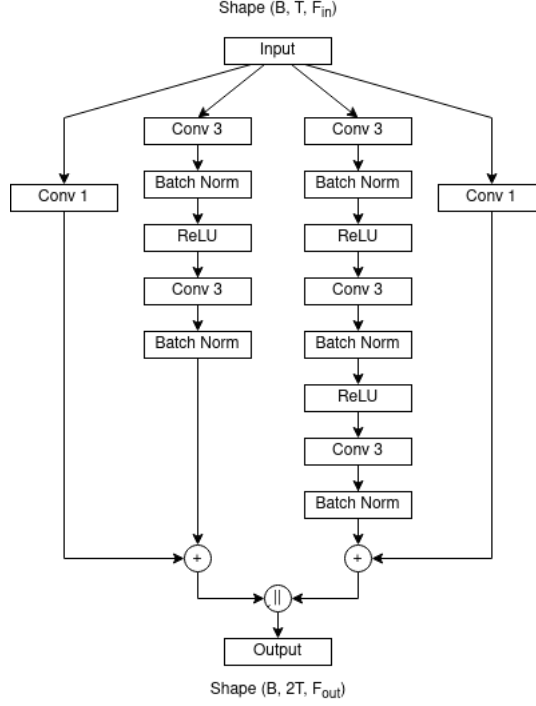 Shape (B, T, F_in)
Input
Conv 3
Conv 3
Conv 1
Batch Norm
Batch Norm
Conv 1
ReLU
ReLU
Conv 3
Conv 3
Batch Norm
Batch Norm
ReLU
Conv 3
Batch Norm
+
+
||
Output
Shape (B, 2T, F_out)